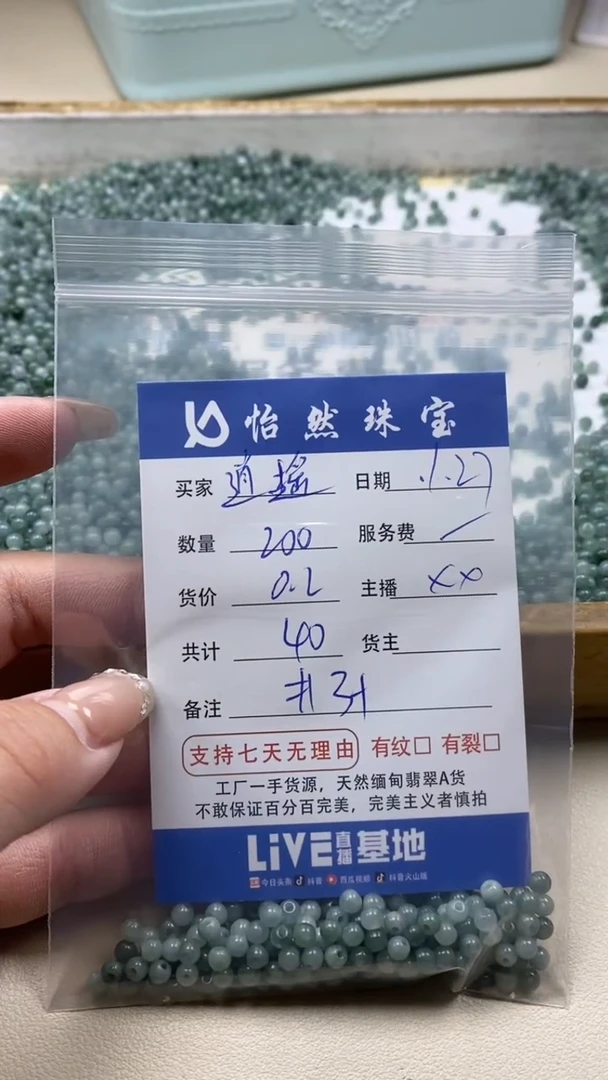 怡然珠宝
买家 逍摇 日期 1.27
数量 200 服务费 /
货价 0.2 主播 xx
共计 40 货主
备注
支持七天无理由 有纹□ 有裂□
工厂一手货源，天然缅甸翡翠A货
不敢保证百分百完美，完美主义者慎拍
LiVE直播基地
今日头条 抖音 西瓜视频 抖音火山版